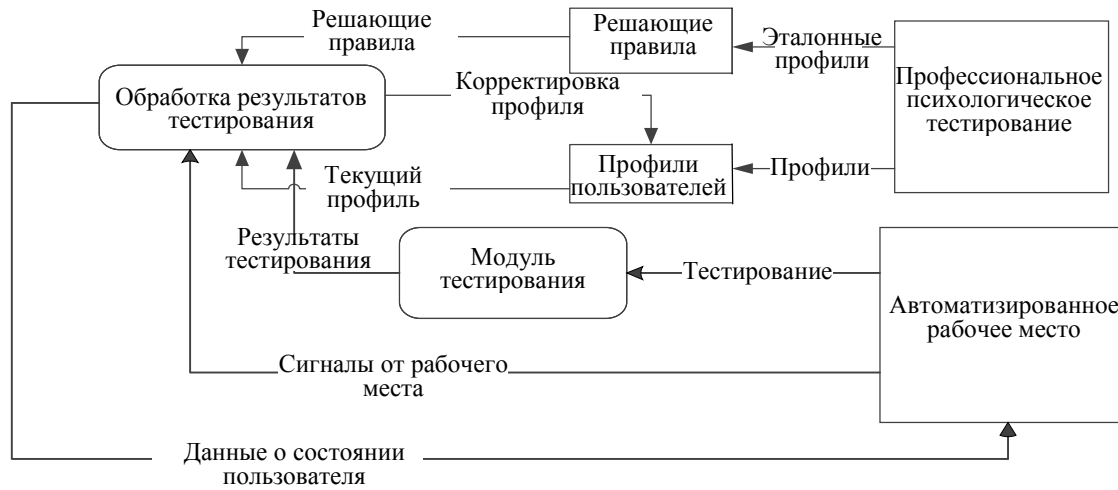 Решающие
правила
Решающие
правила
Эталонные
профили
Профессиональное
психологическое
тестирование
Обработка результатов
тестирования
Корректировка
профиля
Текущий
профиль
Профили
пользователей
Профили
Результаты
тестирования
Модуль
тестирования
Тестирование
Автоматизированное
рабочее место
Сигналы от рабочего
места
Данные о состоянии
пользователя